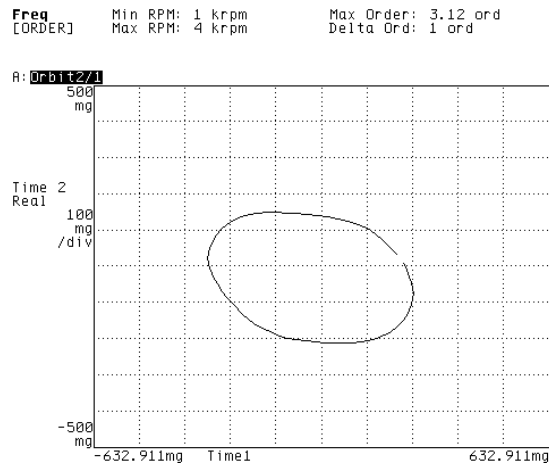 Freq Min RPM: 1 krpm Max Order: 3.12 ord
[ORDER] Max RPM: 4 krpm Delta Ord: 1 ord
A: Orbit2/1
500
mg
Time 2
Real
100
mg
/div
-500
mg
-632.911mg Time1 632.911mg